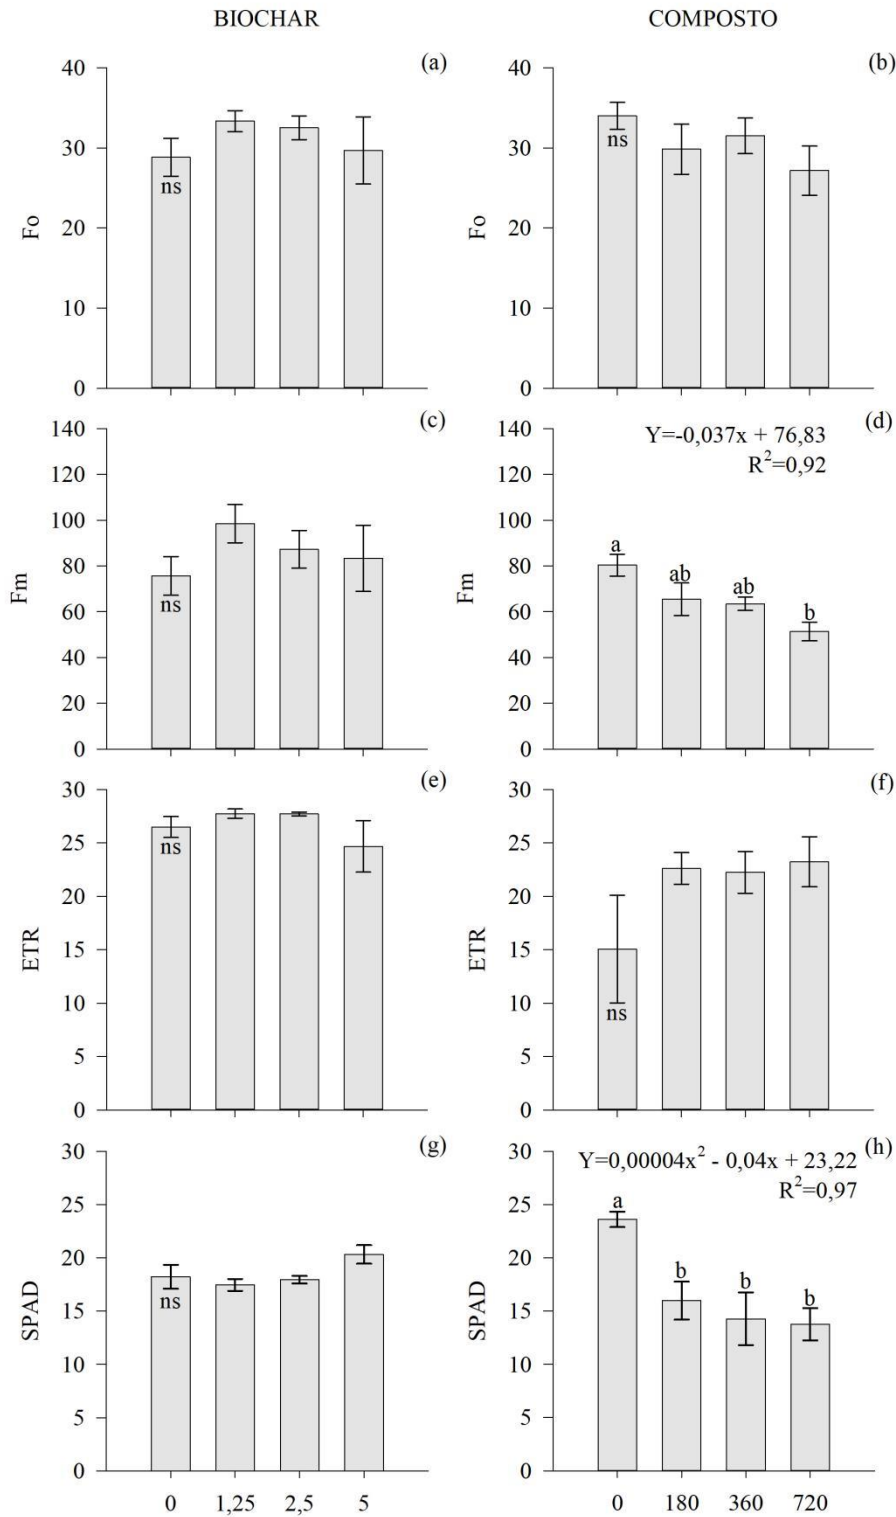 BIOCHAR
COMPOSTO
(a)
40
30
20
10
0
Fo
ns
(b)
40
30
20
10
0
Fo
ns
(c)
140
120
100
80
60
40
20
0
Fm
ns
(d)
Y=-0,037x + 76,83
R²=0,92
140
120
100
80
60
40
20
0
Fm
a
ab
ab
b
(e)
30
25
20
15
10
5
0
ETR
ns
(f)
30
25
20
15
10
5
0
ETR
ns
(g)
30
25
20
15
10
5
0
SPAD
ns
0 1,25 2,5 5
(h)
Y=0,00004x² - 0,04x + 23,22
R²=0,97
30
25
20
15
10
5
0
SPAD
a
b
b
b
0 180 360 720